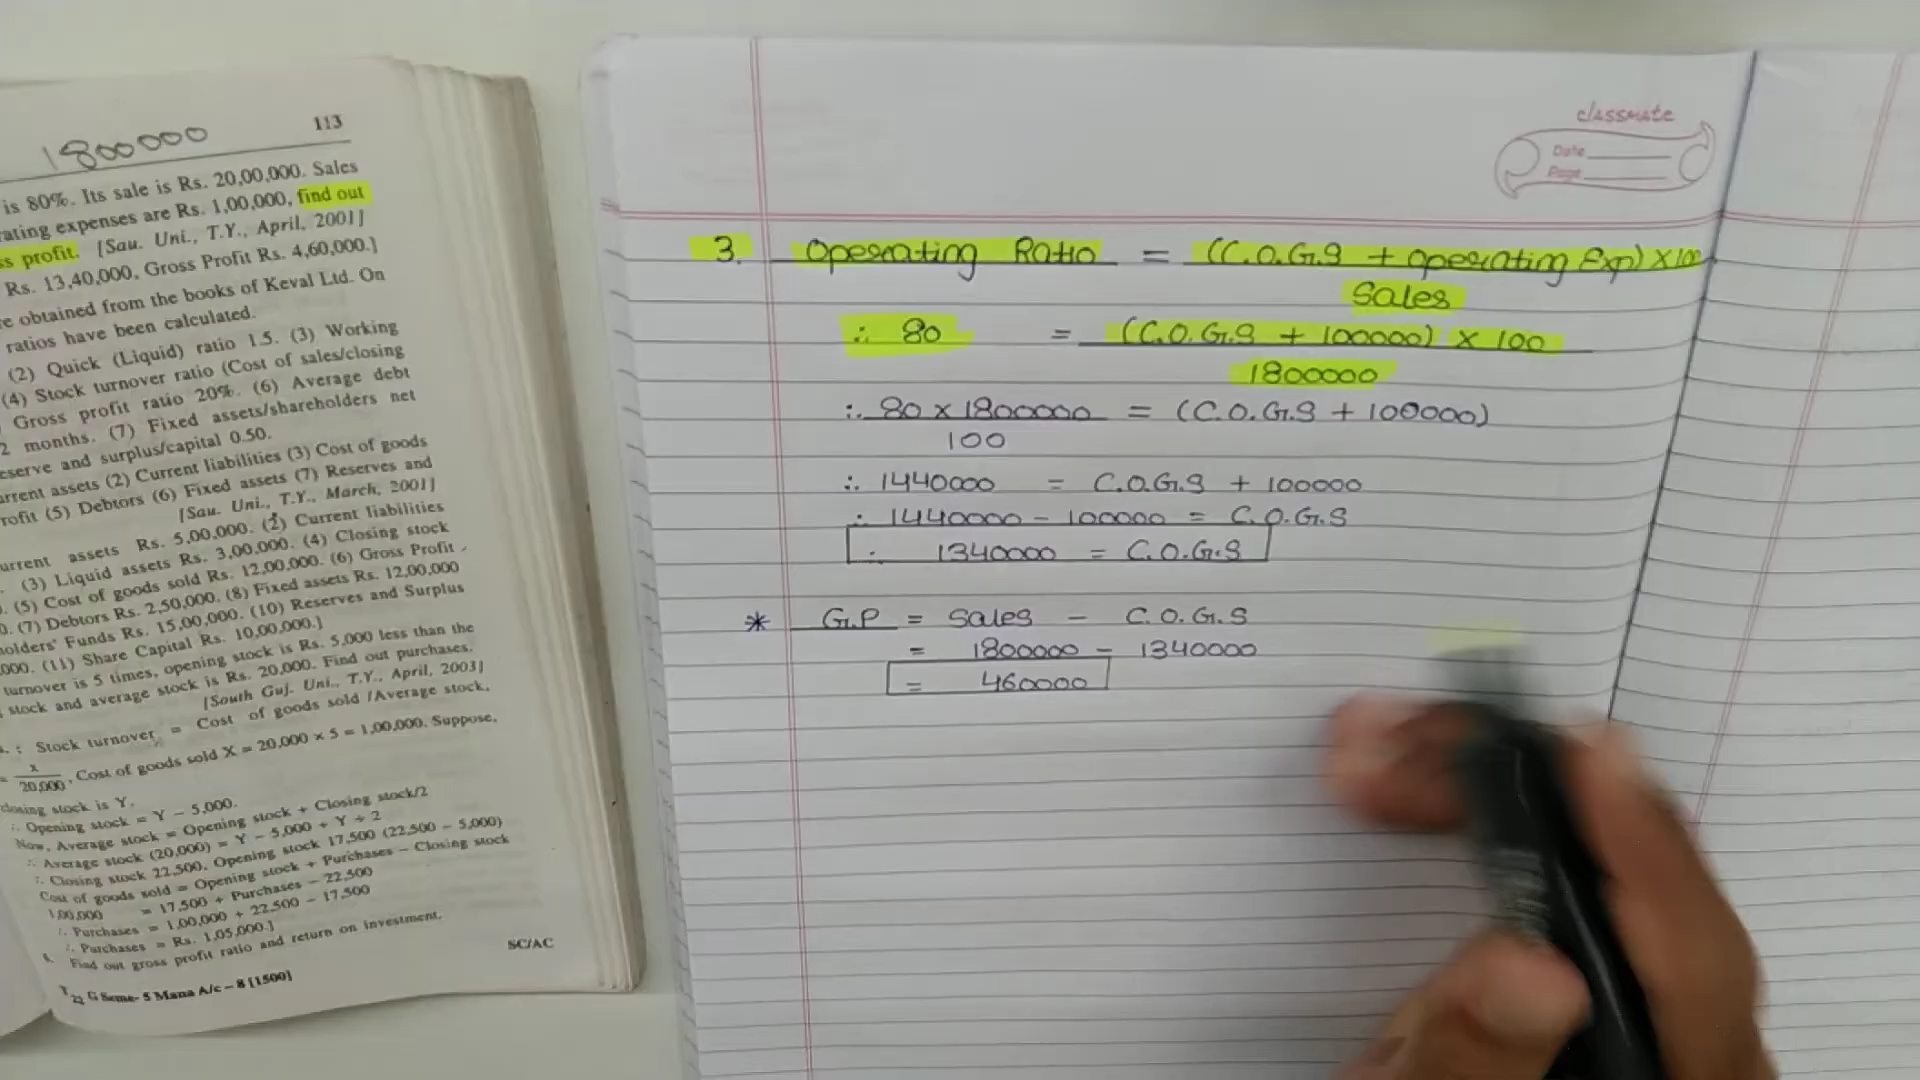 1800000
113
is 80%. Its sale is Rs. 20,00,000. Sales
rating expenses are Rs. 1,00,000, find out
ss profit. [Sau. Uni., T.Y., April, 2001]
Rs. 13,40,000, Gross Profit Rs. 4,60,000.]
re obtained from the books of Keval Ltd. On
ratios have been calculated.
(2) Quick (Liquid) ratio 1.5. (3) Working
(4) Stock turnover ratio (Cost of sales/closing
Gross profit ratio 20%. (6) Average debt
2 months. (7) Fixed assets/shareholders net
eserve and surplus/capital 0.50.
urrent assets (2) Current liabilities (3) Cost of goods
rofit (5) Debtors (6) Fixed assets (7) Reserves and
[Sau. Uni., T.Y., March, 2001]
urrent assets Rs. 5,00,000. (2) Current liabilities
. (3) Liquid assets Rs. 3,00,000. (4) Closing stock
. (5) Cost of goods sold Rs. 12,00,000. (6) Gross Profit
0. (7) Debtors Rs. 2,50,000. (8) Fixed assets Rs. 12,00,000
holders' Funds Rs. 15,00,000. (10) Reserves and Surplus
000. (11) Share Capital Rs. 10,00,000.]
turnover is 5 times, opening stock is Rs. 5,000 less than the
stock and average stock is Rs. 20,000. Find out purchases.
[South Guj. Uni., T.Y., April, 2003]
: Stock turnover = Cost of goods sold /Average stock,
= x/20,000, Cost of goods sold X = 20,000 × 5 = 1,00,000. Suppose,
closing stock is Y.
∴ Opening stock = Y − 5,000.
Now, Average stock = Opening stock + Closing stock/2
∴ Average stock (20,000) = Y − 5,000 + Y ÷ 2
∴ Closing stock 22,500, Opening stock 17,500 (22,500 − 5,000)
Cost of goods sold = Opening stock + Purchases − Closing stock
1,00,000 = 17,500 + Purchases − 22,500
∴ Purchases = 1,00,000 + 22,500 − 17,500
∴ Purchases = Rs. 1,05,000.]
Find out gross profit ratio and return on investment.
SC/AC
G Seme- 5 Mana A/c – 8 [1500]
classmate
Date
Page
3. Operating Ratio = (C.O.G.S + operating Exp) × 100
Sales
∴ 80 = (C.O.G.S + 100000) × 100
1800000
∴ 80 × 1800000 = (C.O.G.S + 100000)
100
∴ 1440000 = C.O.G.S + 100000
∴ 1440000 - 100000 = C.O.G.S
∴ 1340000 = C.O.G.S
* G.P = Sales - C.O.G.S
= 1800000 - 1340000
= 460000